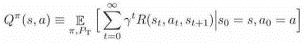 Q^π(s, a) ≡ 𝔼_{π,P_T} [ ∑_{t=0}^{∞} γ^t R(s_t, a_t, s_{t+1}) | s_0 = s, a_0 = a ]